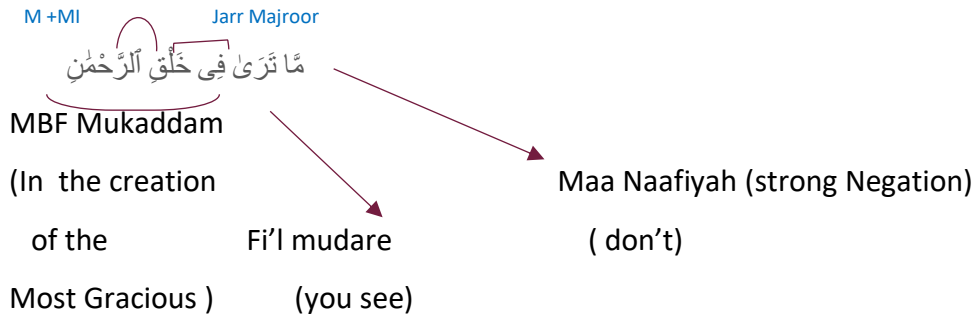 M +MI Jarr Majroor
مَّا تَرَىٰ فِى خَلْقِ ٱلرَّحْمَٰنِ
MBF Mukaddam
(In the creation Maa Naafiyah (strong Negation)
of the Fi’l mudare ( don’t)
Most Gracious ) (you see)